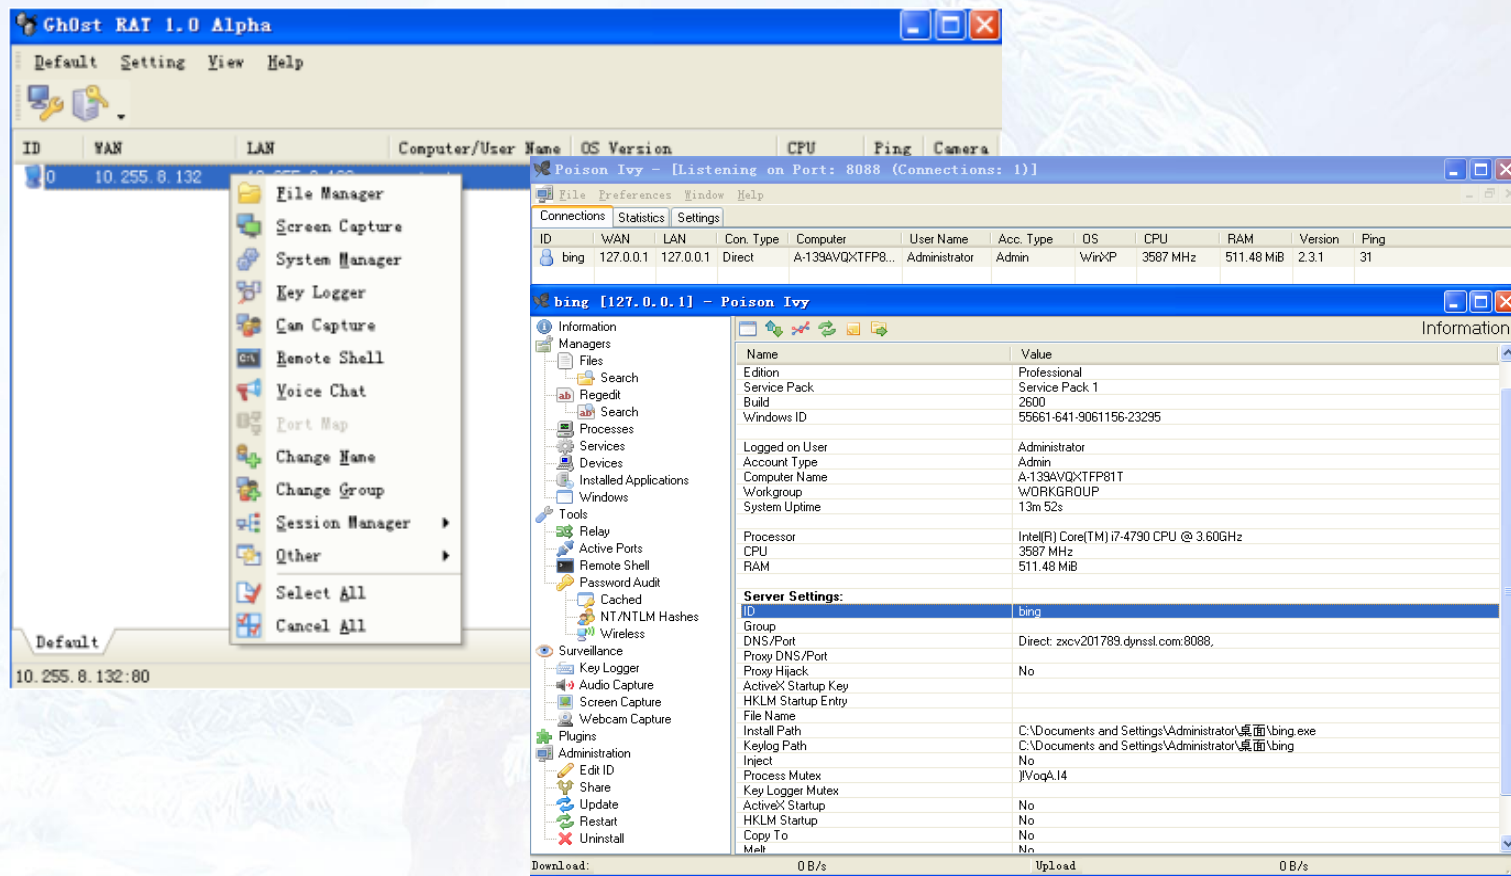 Gh0st RAT 1.0 Alpha
Default Setting View Help
ID WAN LAN Computer/User Name OS Version CPU Ping Camera
0 10.255.8.132
File Manager
Screen Capture
System Manager
Key Logger
Cam Capture
Remote Shell
Voice Chat
Port Map
Change Name
Change Group
Session Manager
Other
Select All
Cancel All
Default
10.255.8.132:80
Poison Ivy - [Listening on Port: 8088 (Connections: 1)]
File Preferences Window Help
Connections Statistics Settings
ID WAN LAN Con. Type Computer User Name Acc. Type OS CPU RAM Version Ping
bing 127.0.0.1 127.0.0.1 Direct A-139AVQXTFP8... Administrator Admin WinXP 3587 MHz 511.48 MiB 2.3.1 31
bing [127.0.0.1] - Poison Ivy
Information
Managers
Files
Search
Regedit
Search
Processes
Services
Devices
Installed Applications
Windows
Tools
Relay
Active Ports
Remote Shell
Password Audit
Cached
NT/NTLM Hashes
Wireless
Surveillance
Key Logger
Audio Capture
Screen Capture
Webcam Capture
Plugins
Administration
Edit ID
Share
Update
Restart
Uninstall
Information
Name Value
Edition Professional
Service Pack Service Pack 1
Build 2600
Windows ID 55661-641-9061156-23295
Logged on User Administrator
Account Type Admin
Computer Name A-139AVQXTFP81T
Workgroup WORKGROUP
System Uptime 13m 52s
Processor Intel(R) Core(TM) i7-4790 CPU @ 3.60GHz
CPU 3587 MHz
RAM 511.48 MiB
Server Settings:
ID bing
Group
DNS/Port Direct: zxcv201789.dynssl.com:8088,
Proxy DNS/Port
Proxy Hijack No
ActiveX Startup Key
HKLM Startup Entry
File Name
Install Path C:\Documents and Settings\Administrator\桌面\bing.exe
Keylog Path C:\Documents and Settings\Administrator\桌面\bing
Inject No
Process Mutex )!VoqA.I4
Key Logger Mutex
ActiveX Startup No
HKLM Startup No
Copy To No
Melt No
Download: 0 B/s Upload 0 B/s